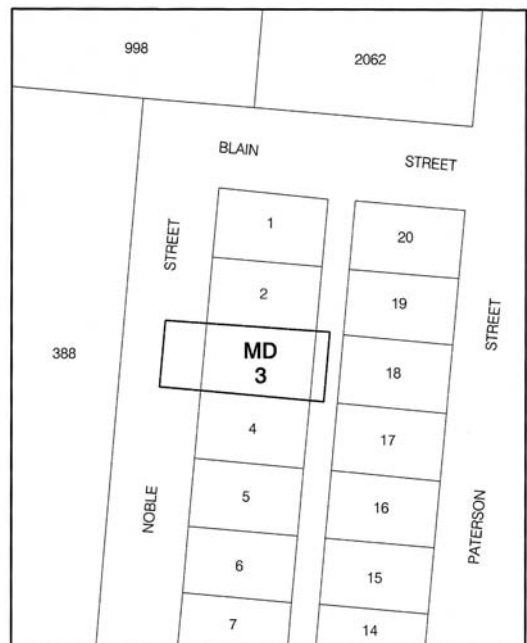 998
2062
BLAIN STREET
STREET
1
20
2
19
STREET
388
MD
3
18
4
17
NOBLE
5
16
PATERSON
6
15
7
14